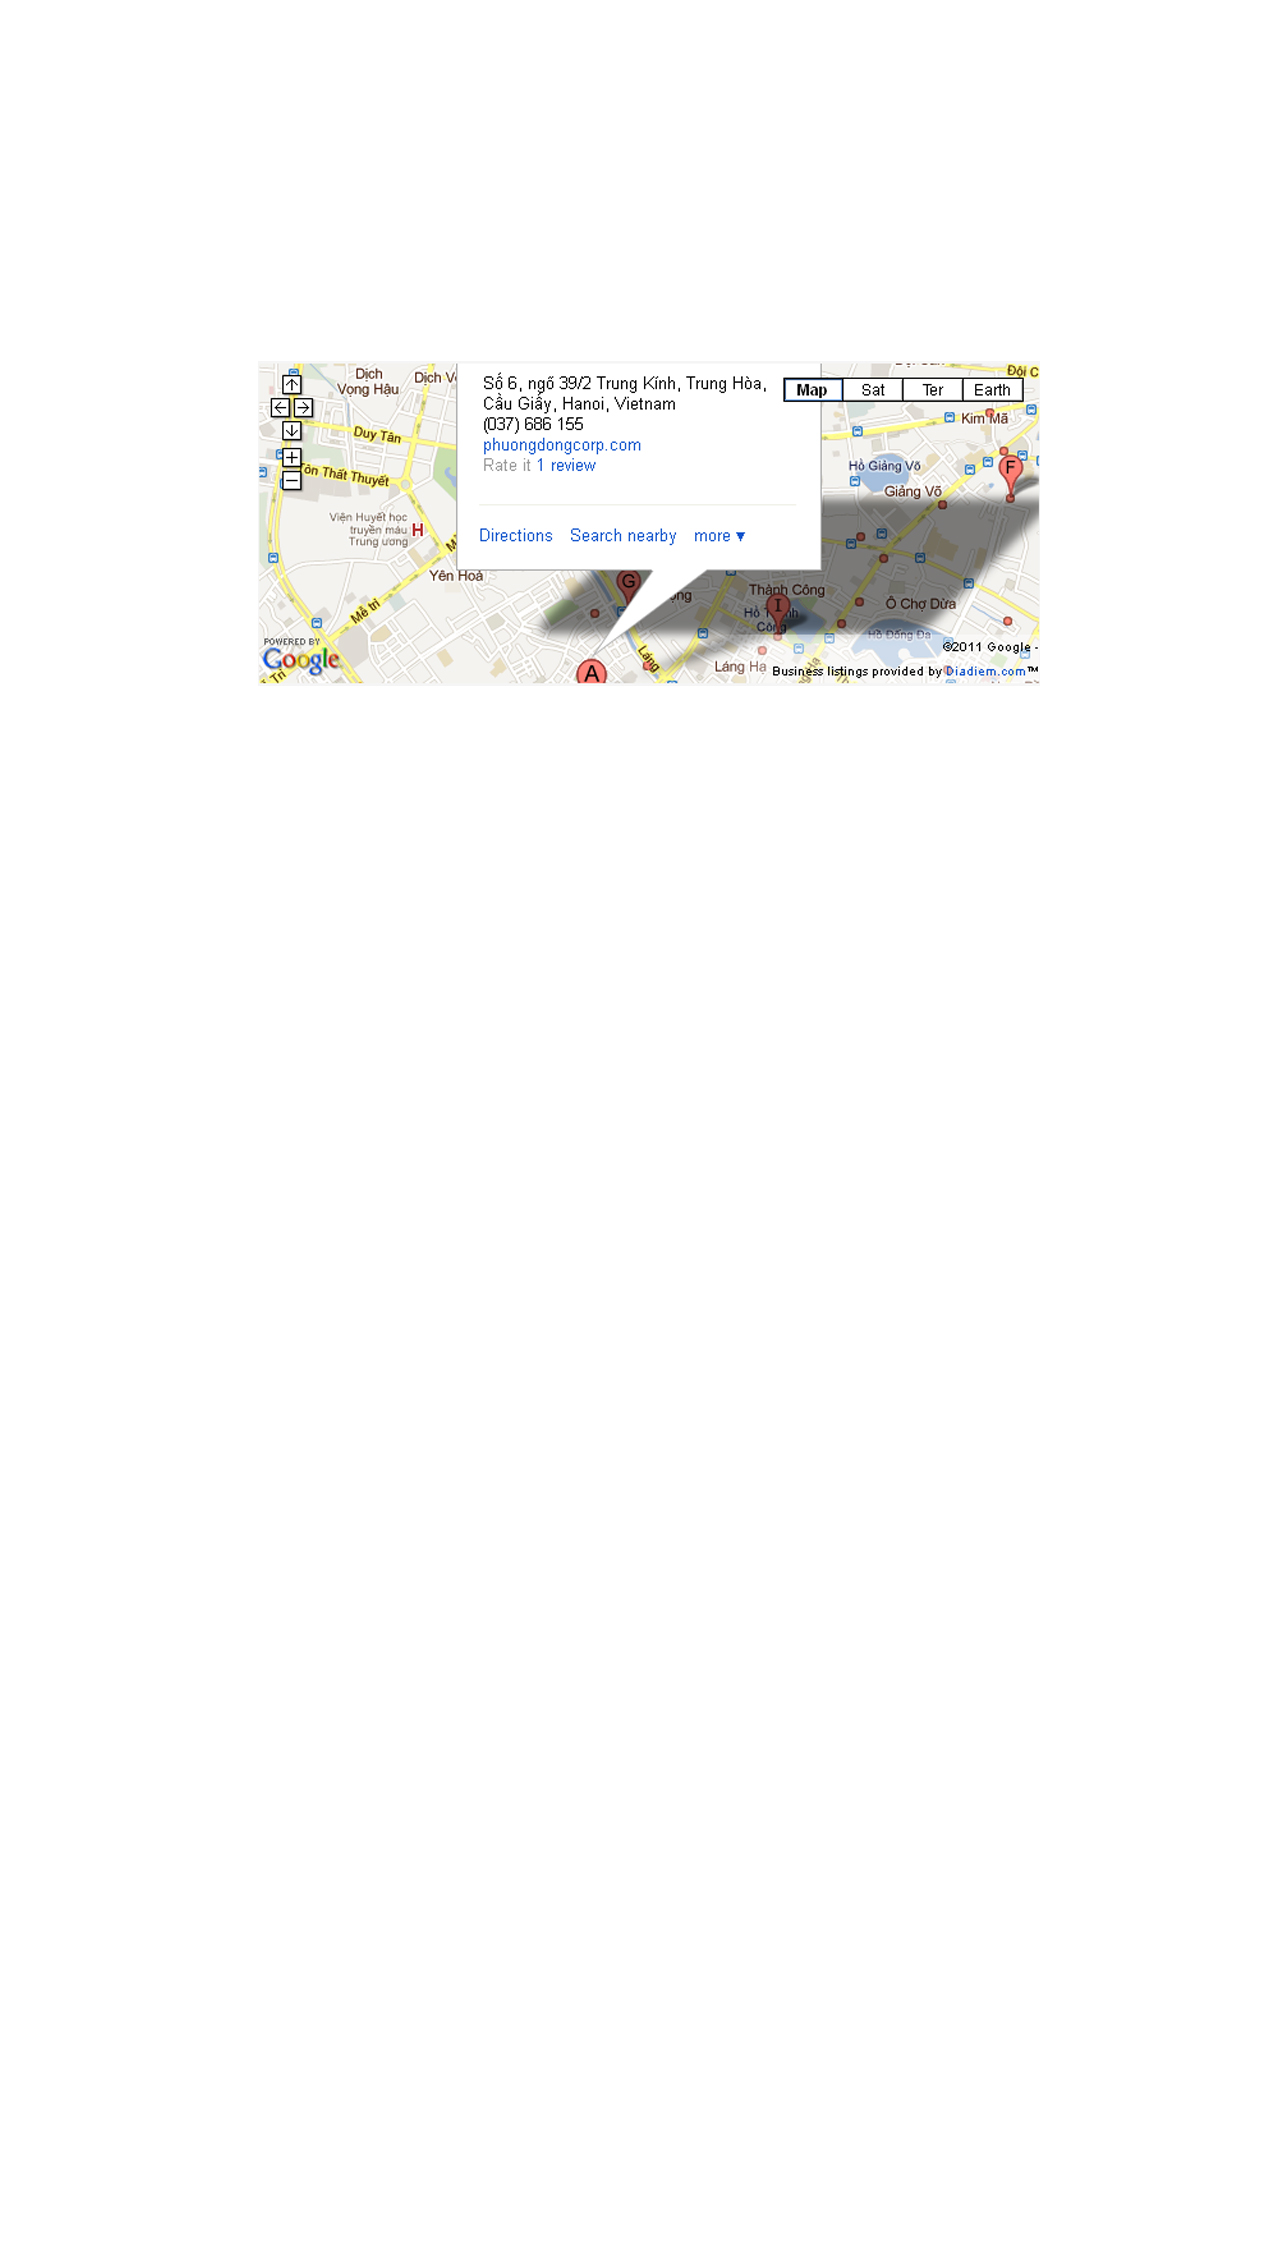 Dịch
Vọng Hậu
Đội C
Số 6, ngõ 39/2 Trung Kính, Trung Hòa,
Cầu Giấy, Hanoi, Vietnam
(037) 686 155
phuongdongcorp.com
Rate it 1 review
Map Sat Ter Earth
Kim Mã
Duy Tân
Tôn Thất Thuyết
Hồ Giảng Võ
F
Giảng Võ
Viện Huyết học
truyền máu
Trung ương
H
Directions Search nearby more ▼
Yên Hoà
G
Thành Công
I
Ô Chợ Dừa
Mễ trì
Hồ Đống Đa
Láng
Láng Hạ
POWERED BY
Google
©2011 Google -
A
Business listings provided by Diadiem.com™